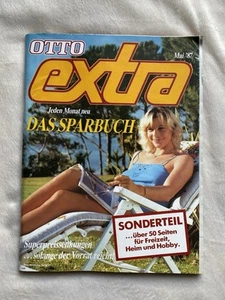 OTTO
Mai '87
extra
Jeden Monat neu
DAS SPARBUCH
SONDERTEIL
...über 50 Seiten
für Freizeit,
Heim und Hobby.
Superpreisleistungen
...solange der Vorrat reicht